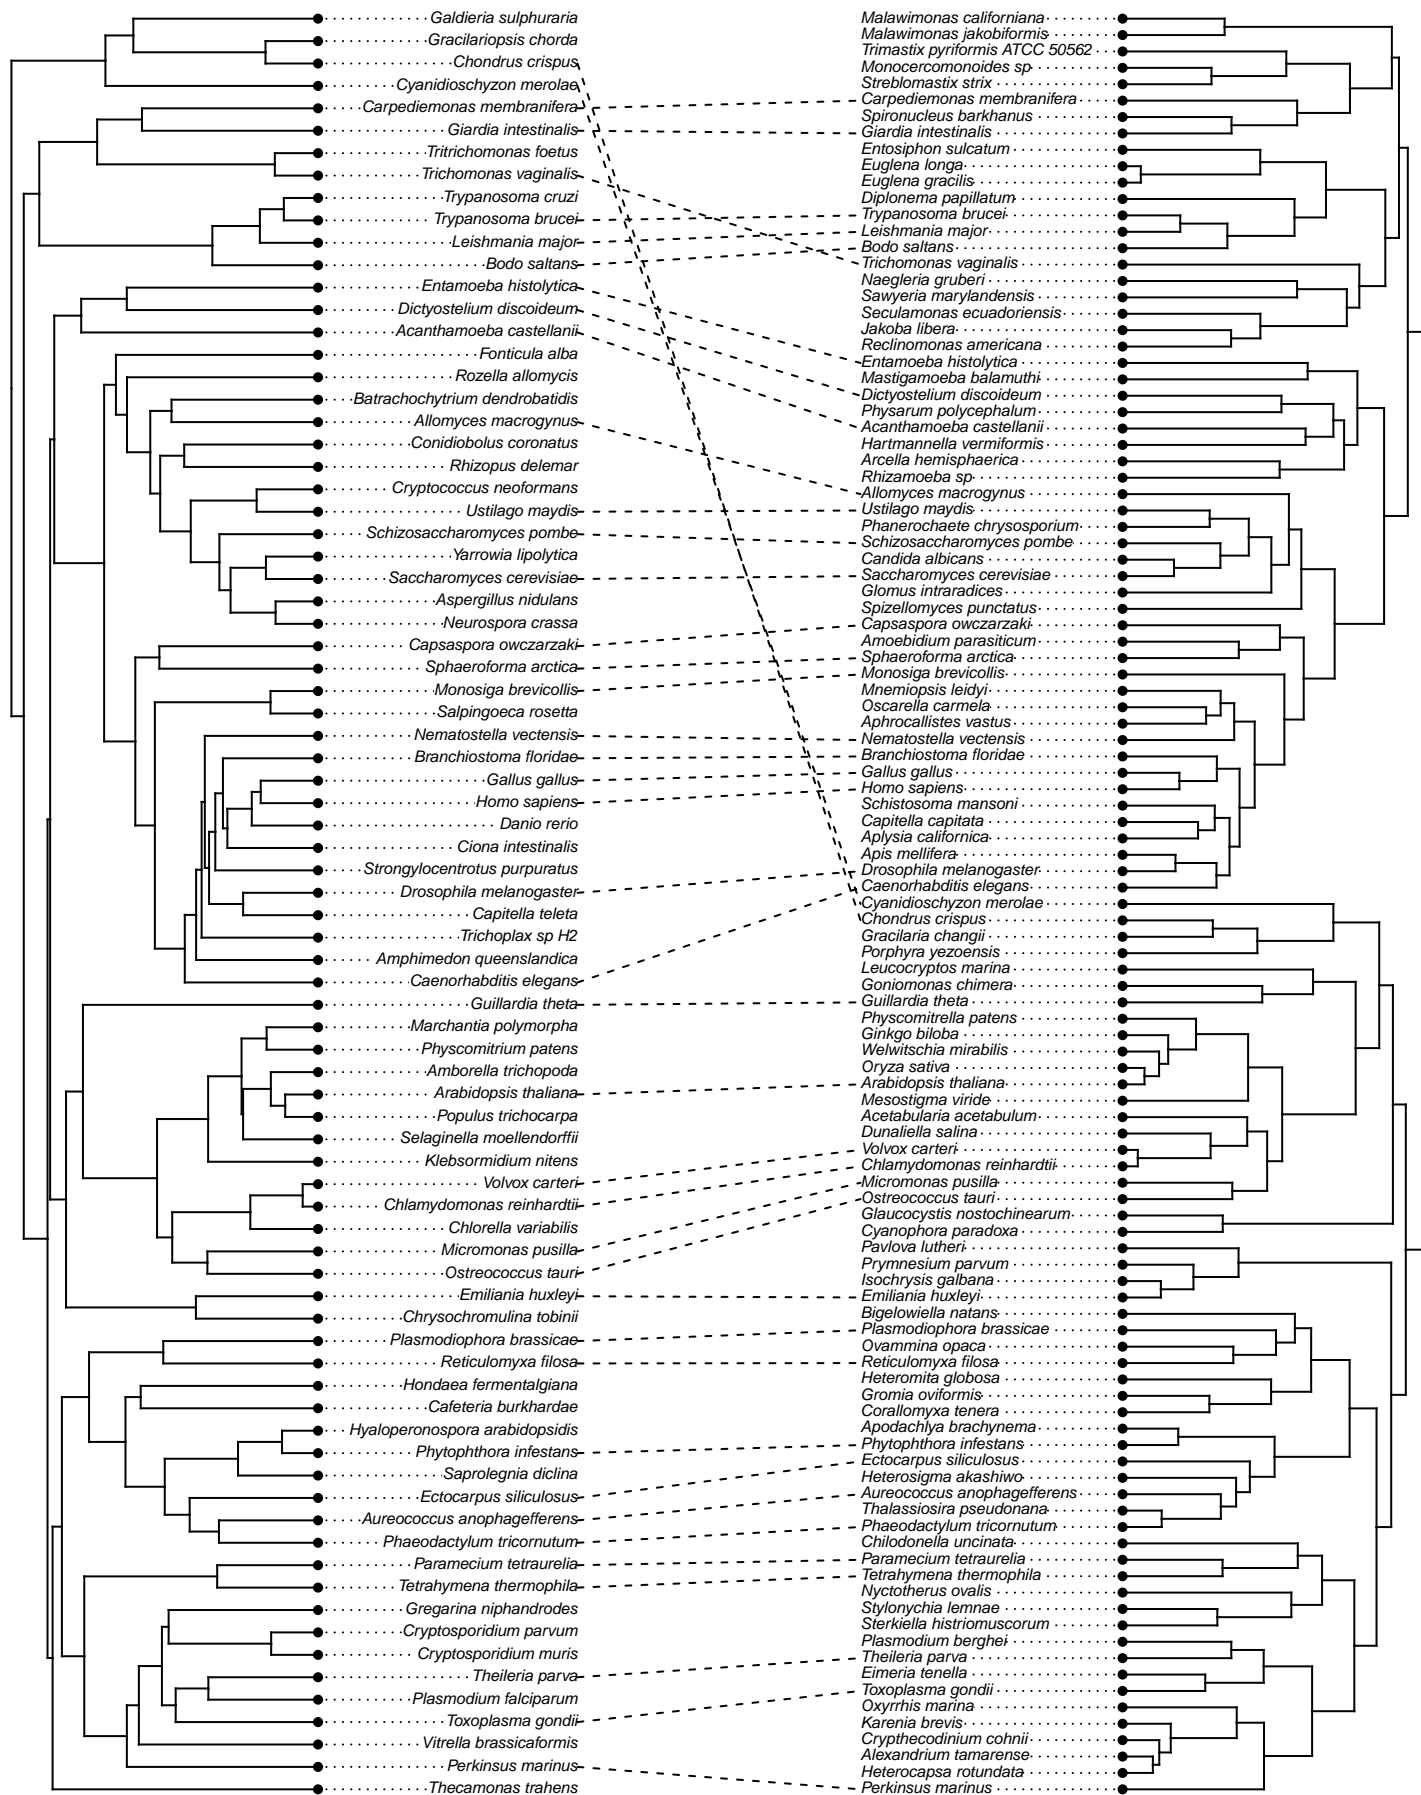 Galdieria sulphuraria
Gracilariopsis chorda
Chondrus crispus
Cyanidioschyzon merolae
Carpediemonas membranifera
Giardia intestinalis
Tritrichomonas foetus
Trichomonas vaginalis
Trypanosoma cruzi
Trypanosoma brucei
Leishmania major
Bodo saltans
Entamoeba histolytica
Dictyostelium discoideum
Acanthamoeba castellanii
Fonticula alba
Rozella allomycis
Batrachochytrium dendrobatidis
Allomyces macrogynus
Conidiobolus coronatus
Rhizopus delemar
Cryptococcus neoformans
Ustilago maydis
Schizosaccharomyces pombe
Yarrowia lipolytica
Saccharomyces cerevisiae
Aspergillus nidulans
Neurospora crassa
Capsaspora owczarzaki
Sphaeroforma arctica
Monosiga brevicollis
Salpingoeca rosetta
Nematostella vectensis
Branchiostoma floridae
Gallus gallus
Homo sapiens
Danio rerio
Ciona intestinalis
Strongylocentrotus purpuratus
Drosophila melanogaster
Capitella teleta
Trichoplax sp H2
Amphimedon queenslandica
Caenorhabditis elegans
Guillardia theta
Marchantia polymorpha
Physcomitrium patens
Amborella trichopoda
Arabidopsis thaliana
Populus trichocarpa
Selaginella moellendorffii
Klebsormidium nitens
Volvox carteri
Chlamydomonas reinhardtii
Chlorella variabilis
Micromonas pusilla
Ostreococcus tauri
Emiliania huxleyi
Chrysochromulina tobinii
Plasmodiophora brassicae
Reticulomyxa filosa
Hondaea fermentalgiana
Cafeteria burkhardae
Hyaloperonospora arabidopsidis
Phytophthora infestans
Saprolegnia diclina
Ectocarpus siliculosus
Aureococcus anophagefferens
Phaeodactylum tricornutum
Paramecium tetraurelia
Tetrahymena thermophila
Gregarina niphandrodes
Cryptosporidium parvum
Cryptosporidium muris
Theileria parva
Plasmodium falciparum
Toxoplasma gondii
Vitrella brassicaformis
Perkinsus marinus
Thecamonas trahens
Malawimonas californiana
Malawimonas jakobiformis
Trimastix pyriformis ATCC 50562
Monocercomonoides sp
Streblomastix strix
Carpediemonas membranifera
Spironucleus barkhanus
Giardia intestinalis
Entosiphon sulcatum
Euglena longa
Euglena gracilis
Diplonema papillatum
Trypanosoma brucei
Leishmania major
Bodo saltans
Trichomonas vaginalis
Naegleria gruberi
Sawyeria marylandensis
Seculamonas ecuadoriensis
Jakoba libera
Reclinomonas americana
Entamoeba histolytica
Mastigamoeba balamuthi
Dictyostelium discoideum
Physarum polycephalum
Acanthamoeba castellanii
Hartmannella vermiformis
Arcella hemisphaerica
Rhizamoeba sp
Allomyces macrogynus
Ustilago maydis
Phanerochaete chrysosporium
Schizosaccharomyces pombe
Candida albicans
Saccharomyces cerevisiae
Glomus intraradices
Spizellomyces punctatus
Capsaspora owczarzaki
Amoebidium parasiticum
Sphaeroforma arctica
Monosiga brevicollis
Mnemiopsis leidyi
Oscarella carmela
Aphrocallistes vastus
Nematostella vectensis
Branchiostoma floridae
Gallus gallus
Homo sapiens
Schistosoma mansoni
Capitella capitata
Aplysia californica
Apis mellifera
Drosophila melanogaster
Caenorhabditis elegans
Cyanidioschyzon merolae
Chondrus crispus
Gracilaria changii
Porphyra yezoensis
Leucocryptos marina
Goniomonas chimera
Guillardia theta
Physcomitrella patens
Ginkgo biloba
Welwitschia mirabilis
Oryza sativa
Arabidopsis thaliana
Mesostigma viride
Acetabularia acetabulum
Dunaliella salina
Volvox carteri
Chlamydomonas reinhardtii
Micromonas pusilla
Ostreococcus tauri
Glaucocystis nostochinearum
Cyanophora paradoxa
Pavlova lutheri
Prymnesium parvum
Isochrysis galbana
Emiliania huxleyi
Bigelowiella natans
Plasmodiophora brassicae
Ovammina opaca
Reticulomyxa filosa
Heteromita globosa
Gromia oviformis
Corallomyxa tenera
Apodachlya brachynema
Phytophthora infestans
Ectocarpus siliculosus
Heterosigma akashiwo
Aureococcus anophagefferens
Thalassiosira pseudonana
Phaeodactylum tricornutum
Chilodonella uncinata
Paramecium tetraurelia
Tetrahymena thermophila
Nyctotherus ovalis
Stylonychia lemnae
Sterkiella histriomuscorum
Plasmodium berghei
Theileria parva
Eimeria tenella
Toxoplasma gondii
Oxyrrhis marina
Karenia brevis
Crypthecodinium cohnii
Alexandrium tamarense
Heterocapsa rotundata
Perkinsus marinus